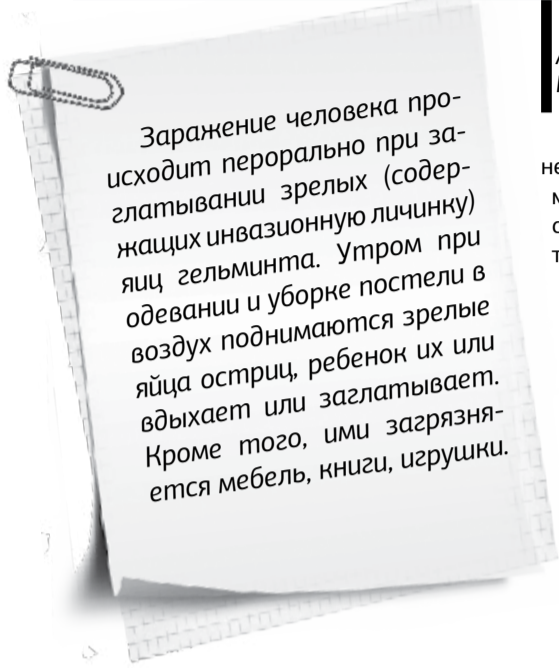 Заражение человека про-
исходит перорально при за-
глатывании зрелых (содер-
жащих инвазионную личинку)
яиц гельминта. Утром при
одевании и уборке постели в
воздух поднимаются зрелые
яйца остриц, ребенок их или
вдыхает или заглатывает.
Кроме того, ими загрязня-
ется мебель, книги, игрушки.